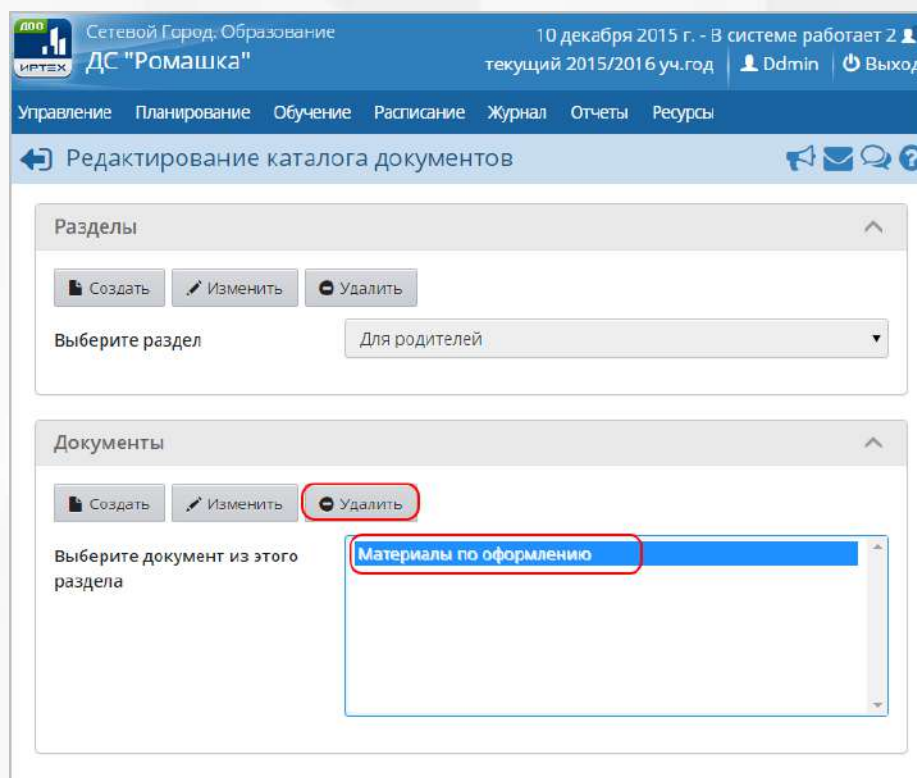 ДОО
ИРТЕХ
Сетевой Город. Образование
ДС "Ромашка"
10 декабря 2015 г. - В системе работает 2
текущий 2015/2016 уч.год Ddmin Выход
Управление Планирование Обучение Расписание Журнал Отчеты Ресурсы
Редактирование каталога документов
Разделы
Создать Изменить Удалить
Выберите раздел Для родителей
Документы
Создать Изменить Удалить
Выберите документ из этого
раздела
Материалы по оформлению